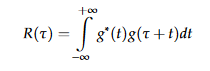 R(τ) = ∫_{−∞}^{+∞} g*(t)g(τ + t)dt